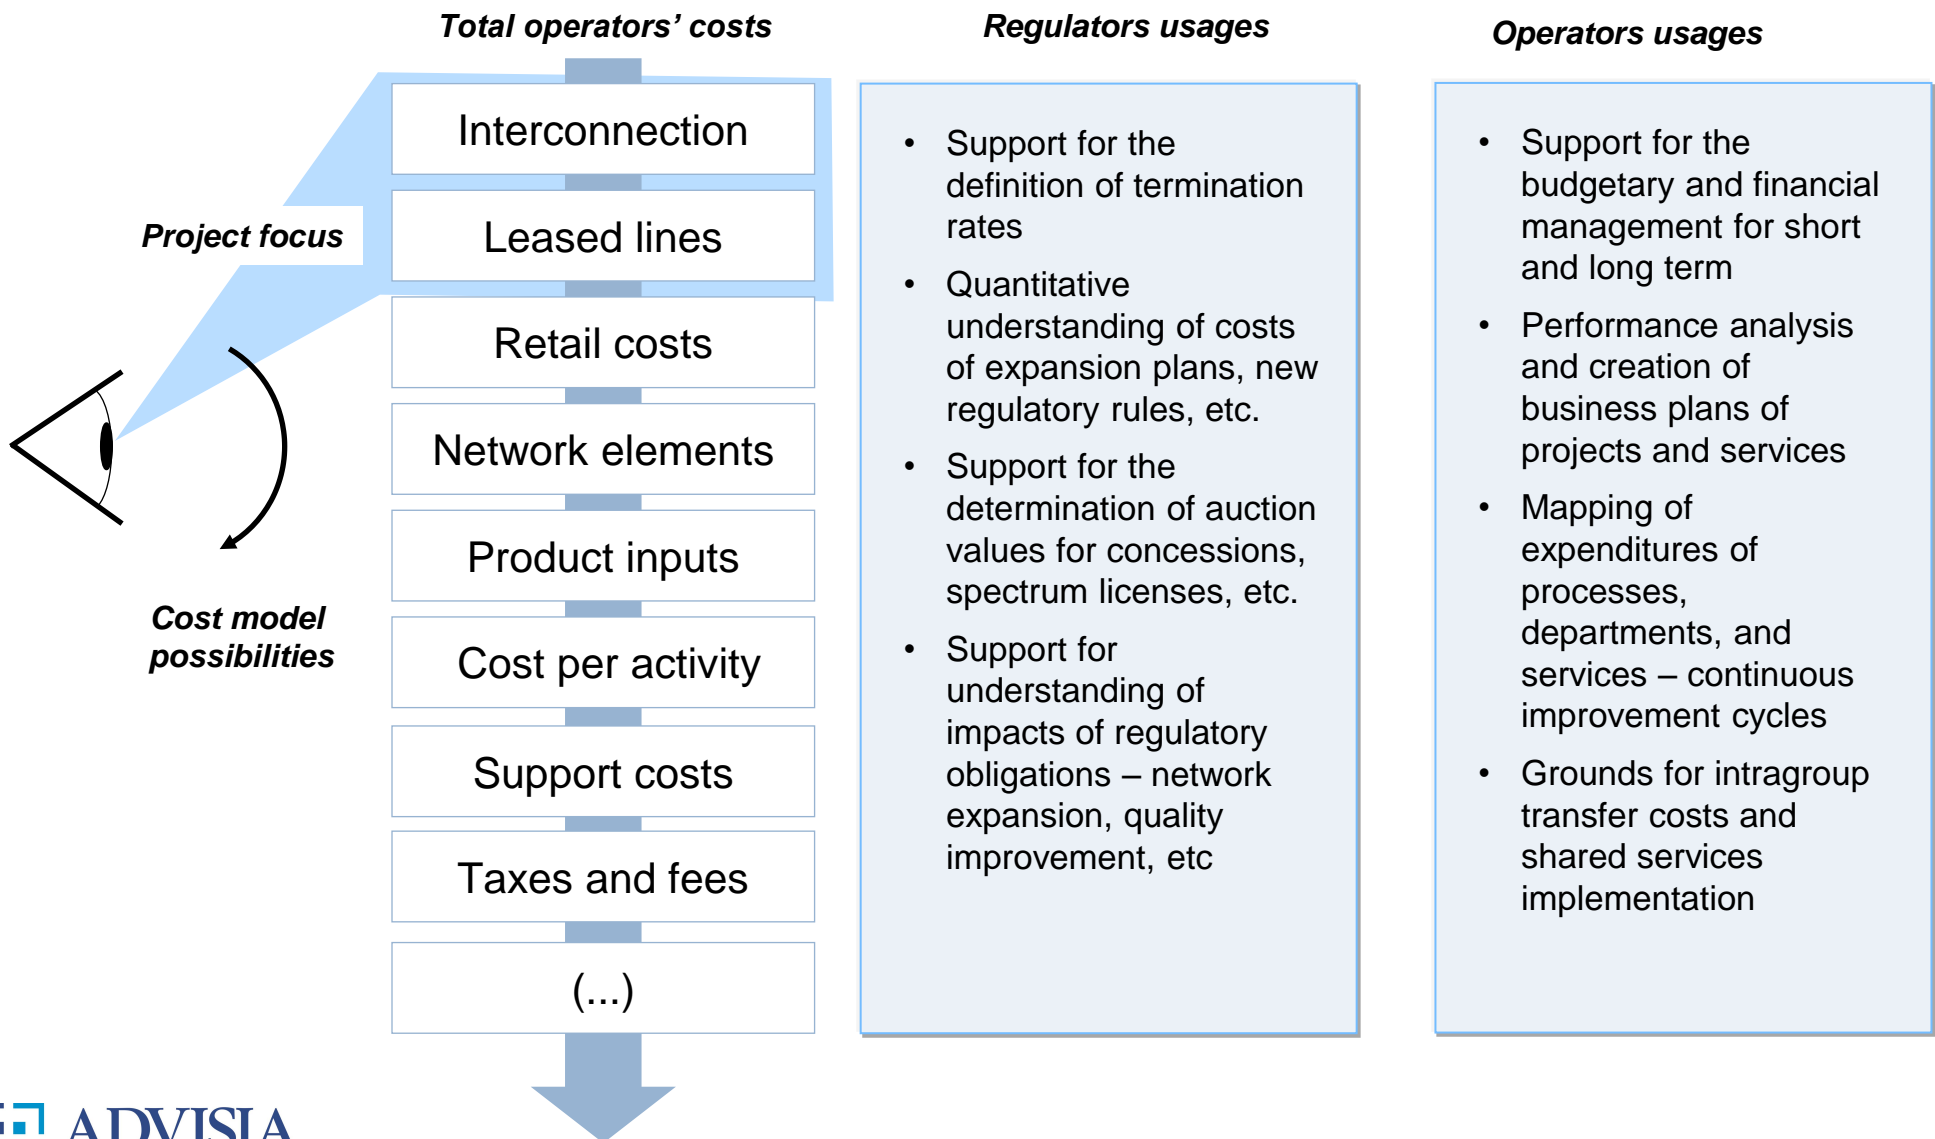 Total operators’ costs
Regulators usages
Operators usages
Project focus
Cost model
possibilities
Interconnection
Leased lines
Retail costs
Network elements
Product inputs
Cost per activity
Support costs
Taxes and fees
(...)
• Support for the
definition of termination
rates
• Quantitative
understanding of costs
of expansion plans, new
regulatory rules, etc.
• Support for the
determination of auction
values for concessions,
spectrum licenses, etc.
• Support for
understanding of
impacts of regulatory
obligations – network
expansion, quality
improvement, etc
• Support for the
budgetary and financial
management for short
and long term
• Performance analysis
and creation of
business plans of
projects and services
• Mapping of
expenditures of
processes,
departments, and
services – continuous
improvement cycles
• Grounds for intragroup
transfer costs and
shared services
implementation
ADVISIA